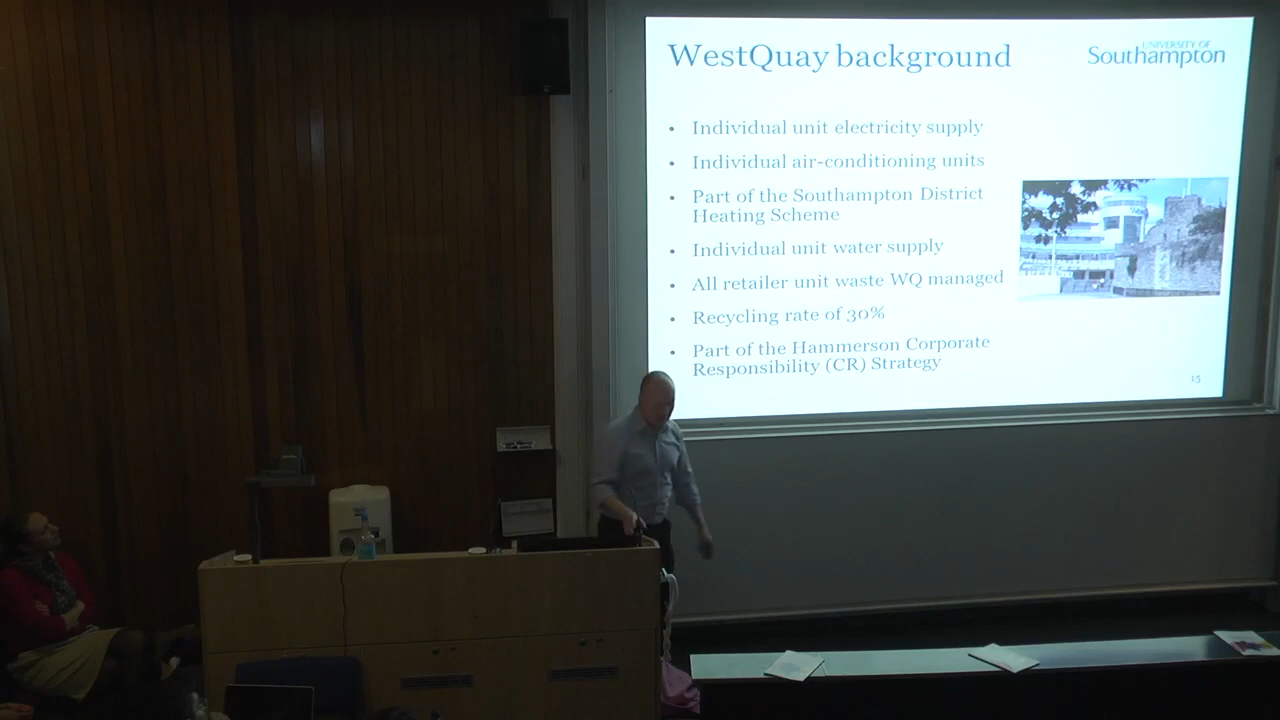 WestQuay background
UNIVERSITY OF
Southampton
• Individual unit electricity supply
• Individual air-conditioning units
• Part of the Southampton District
Heating Scheme
• Individual unit water supply
• All retailer unit waste WQ managed
• Recycling rate of 30%
• Part of the Hammerson Corporate
Responsibility (CR) Strategy
15